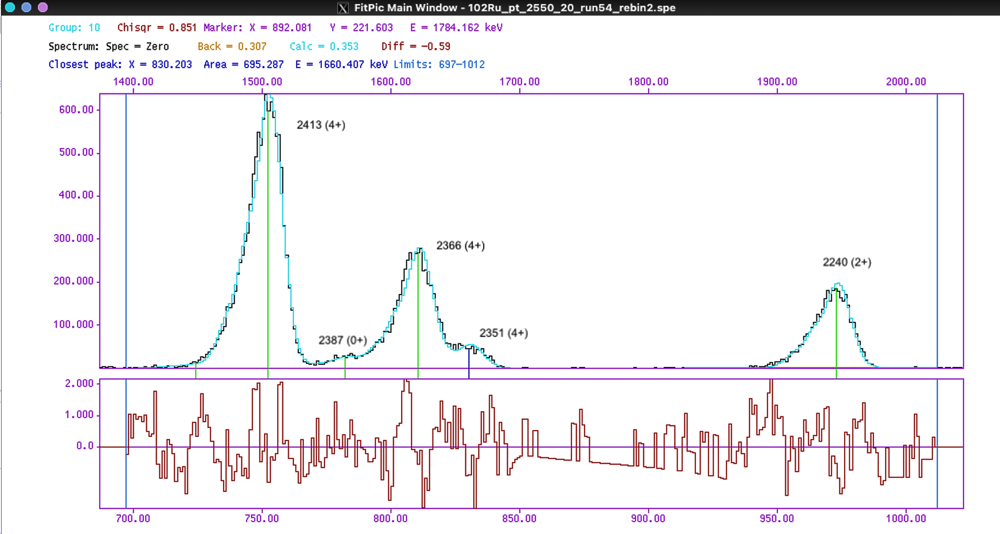 FitPic Main Window - 102Ru_pt_2550_20_run54_rebin2.spe
Group: 10 Chisqr = 0.851 Marker: X = 892.081 Y = 221.603 E = 1784.162 keV
Spectrum: Spec = Zero Back = 0.307 Calc = 0.353 Diff = -0.59
Closest peak: X = 830.203 Area = 695.287 E = 1660.407 keV Limits: 697-1012
1400.00 1500.00 1600.00 1700.00 1800.00 1900.00 2000.00
600.00
2413 (4+)
500.00
400.00
300.000
2366 (4+)
2240 (2+)
200.000
100.000
2351 (4+)
2387 (0+)
2.000
1.000
0.0
700.00 750.00 800.00 850.00 900.00 950.00 1000.00